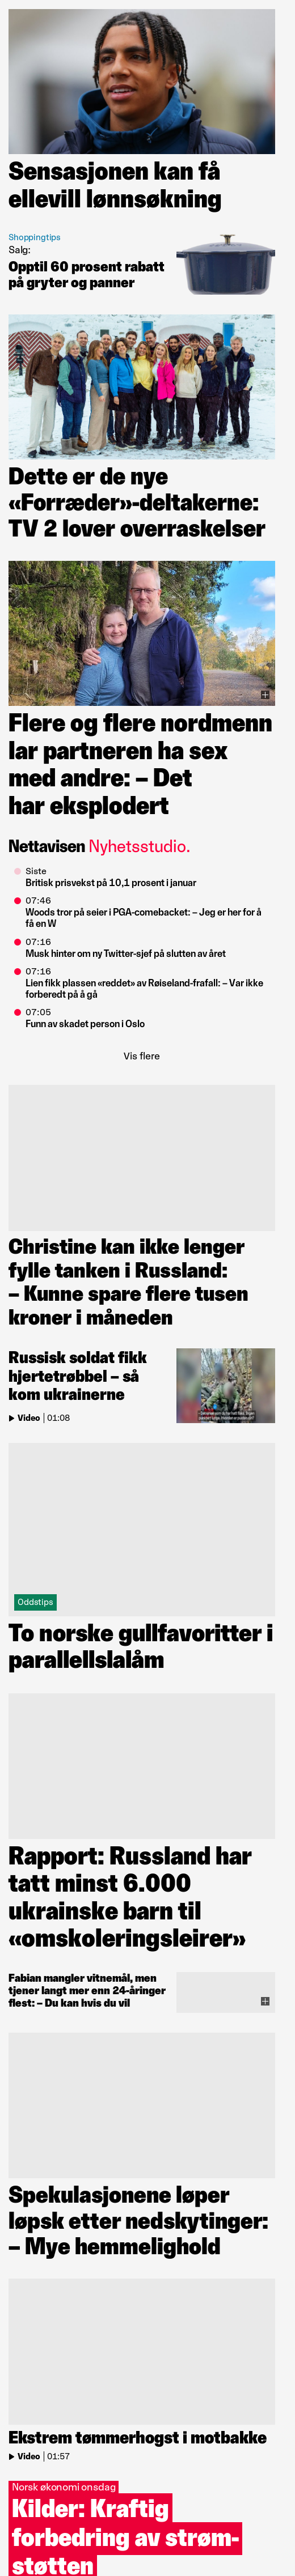 Sensasjonen kan få
ellevill lønnsøkning
Shoppingtips
Salg:
Opptil 60 prosent rabatt
på gryter og panner
Dette er de nye
«Forræder»-deltakerne:
TV 2 lover overraskelser
Flere og flere nordmenn
lar partneren ha sex
med andre: – Det
har eksplodert
Nettavisen Nyhetsstudio.
Siste
Britisk prisvekst på 10,1 prosent i januar
07:46
Woods tror på seier i PGA-comebacket: – Jeg er her for å
få en W
07:16
Musk hinter om ny Twitter-sjef på slutten av året
07:16
Lien fikk plassen «reddet» av Røiseland-frafall: – Var ikke
forberedt på å gå
07:05
Funn av skadet person i Oslo
Vis flere
Christine kan ikke lenger
fylle tanken i Russland:
– Kunne spare flere tusen
kroner i måneden
Russisk soldat fikk
hjertetrøbbel – så
kom ukrainerne
Video | 01:08
Oddstips
To norske gullfavoritter i
parallellslalåm
Rapport: Russland har
tatt minst 6.000
ukrainske barn til
«omskoleringsleirer»
Fabian mangler vitnemål, men
tjener langt mer enn 24-åringer
flest: – Du kan hvis du vil
Spekulasjonene løper
løpsk etter nedskytinger:
– Mye hemmelighold
Ekstrem tømmerhogst i motbakke
Video | 01:57
Norsk økonomi onsdag
Kilder: Kraftig
forbedring av strøm-
støtten